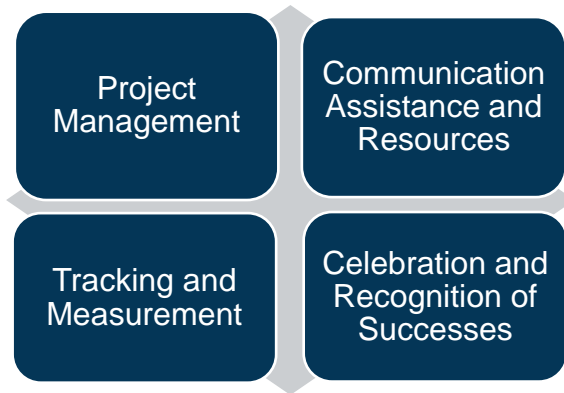 Project
Management
Communication
Assistance and
Resources
Tracking and
Measurement
Celebration and
Recognition of
Successes